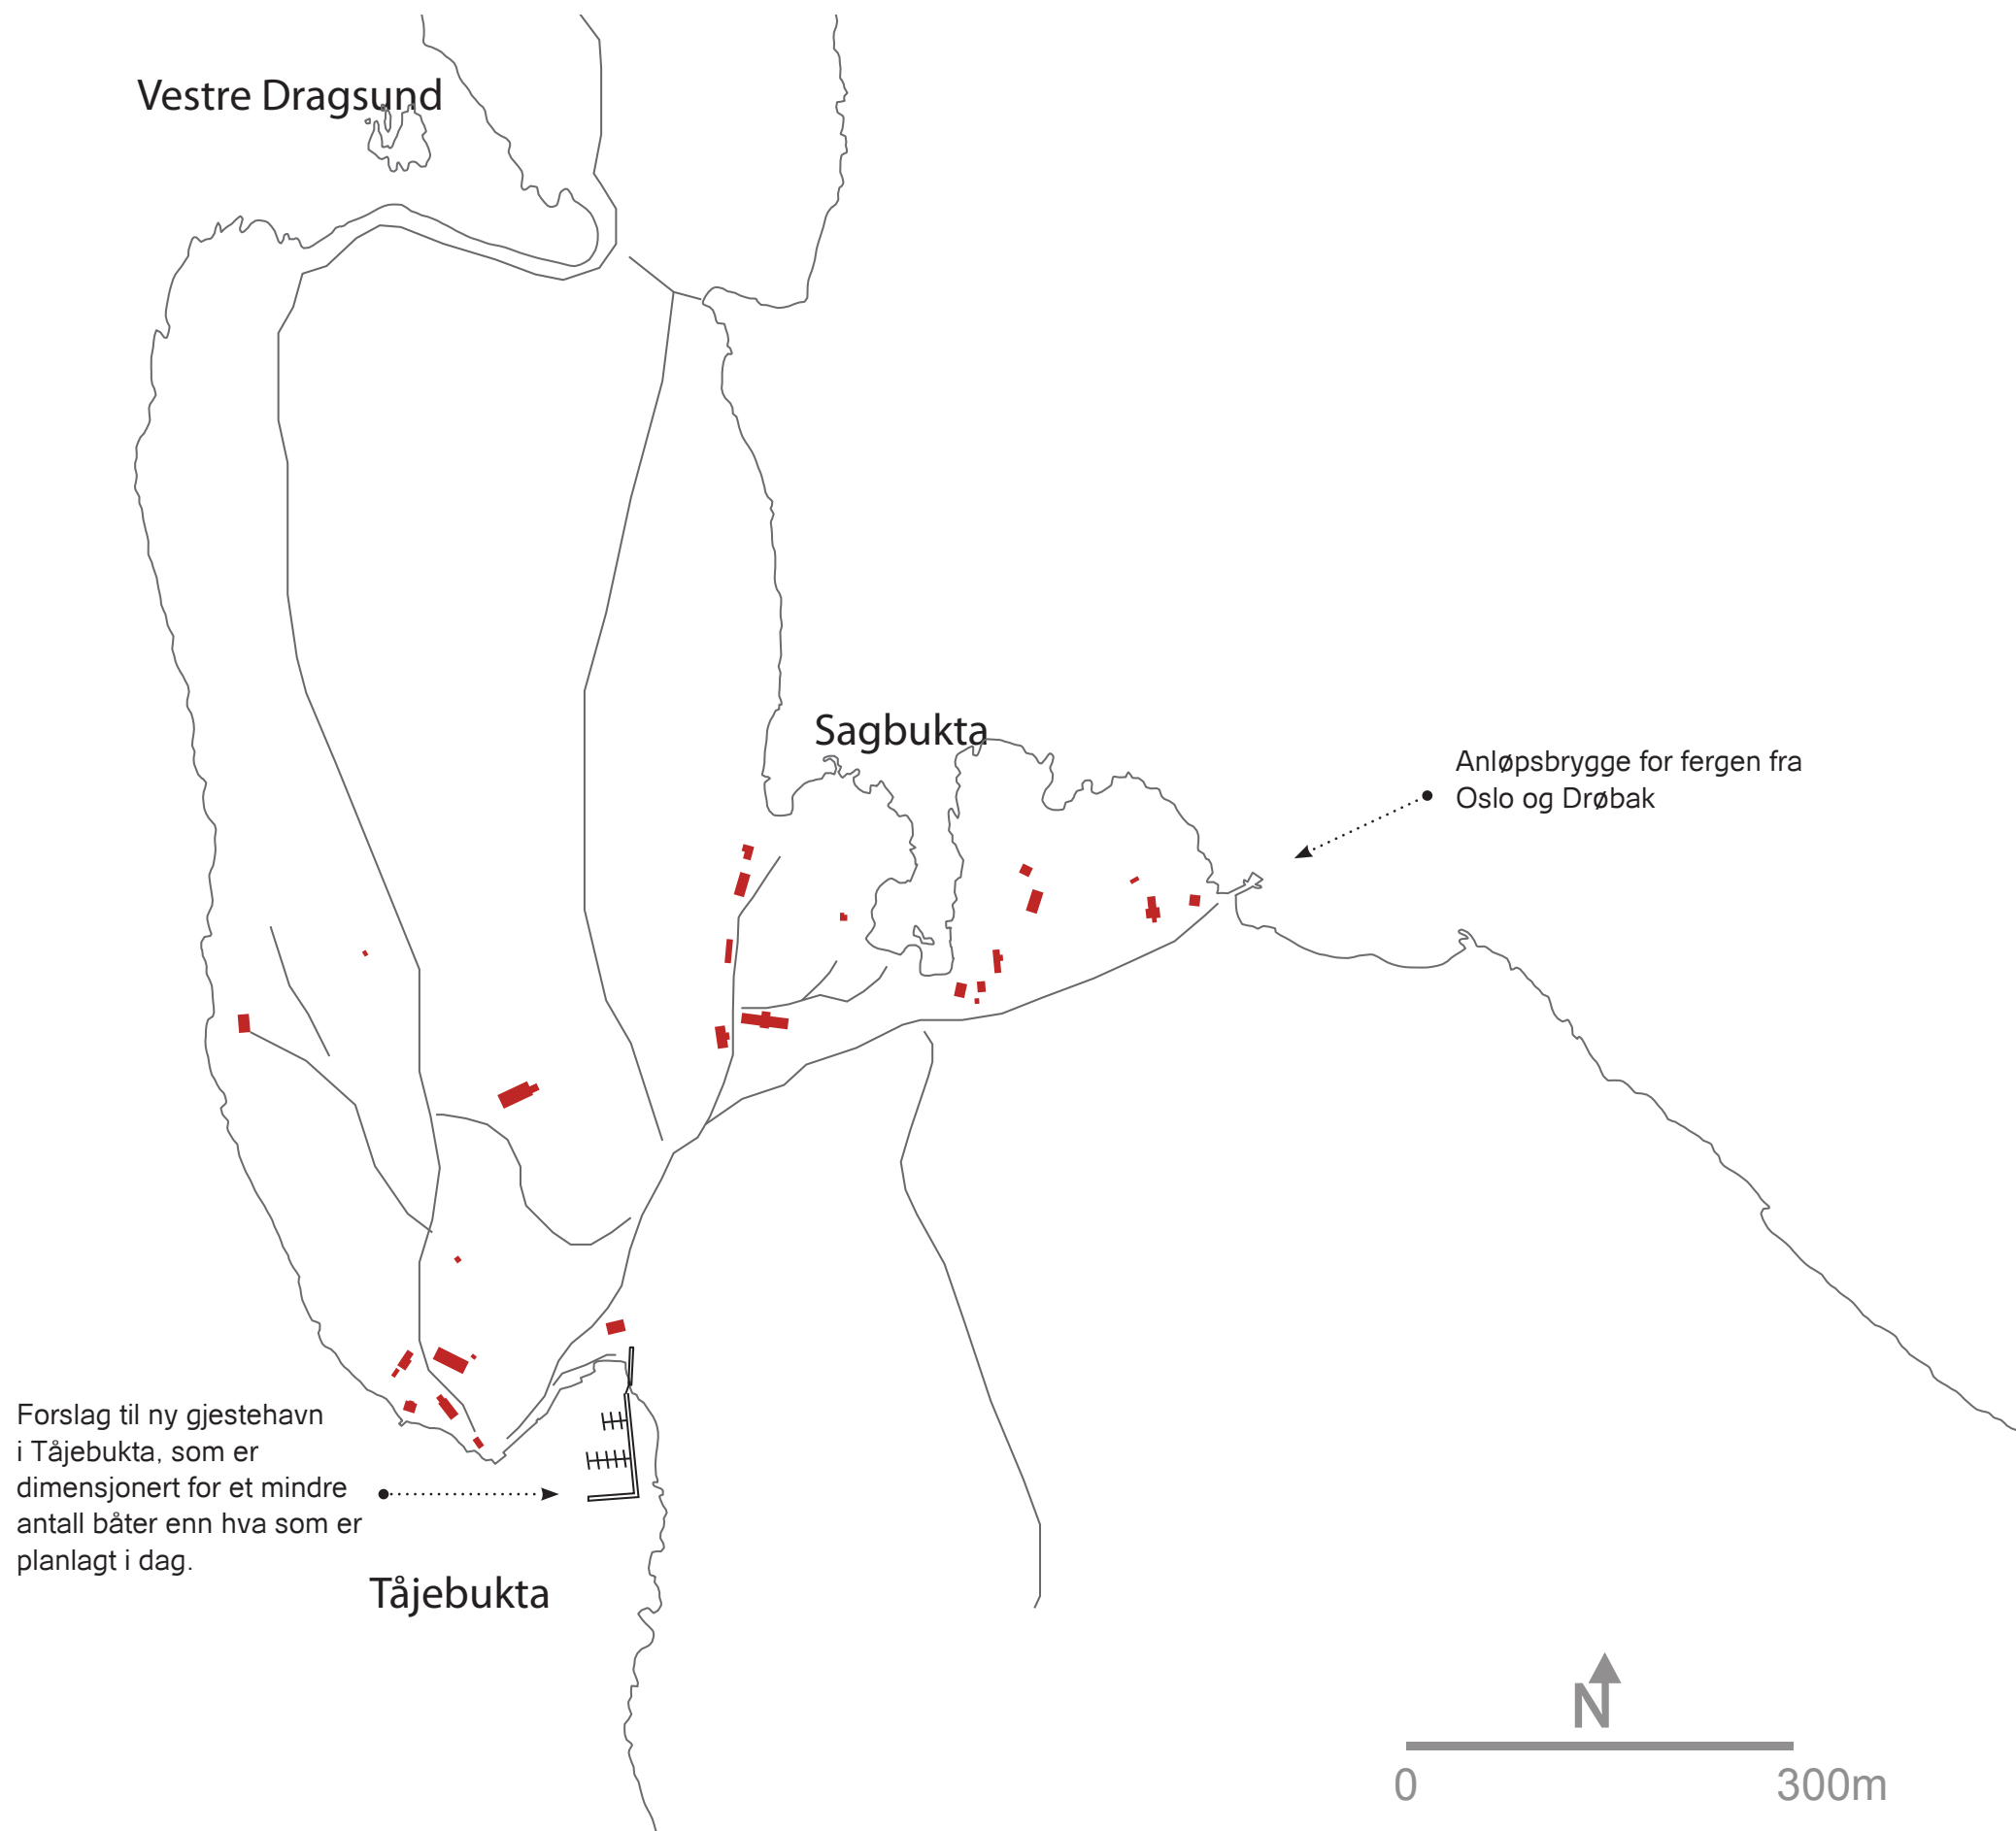 Vestre Dragsund
Sagbukta
Anløpsbrygge for fergen fra
Oslo og Drøbak
Forslag til ny gjestehavn
i Tåjebukta, som er
dimensjonert for et mindre
antall båter enn hva som er
planlagt i dag.
Tåjebukta
N
0 300m